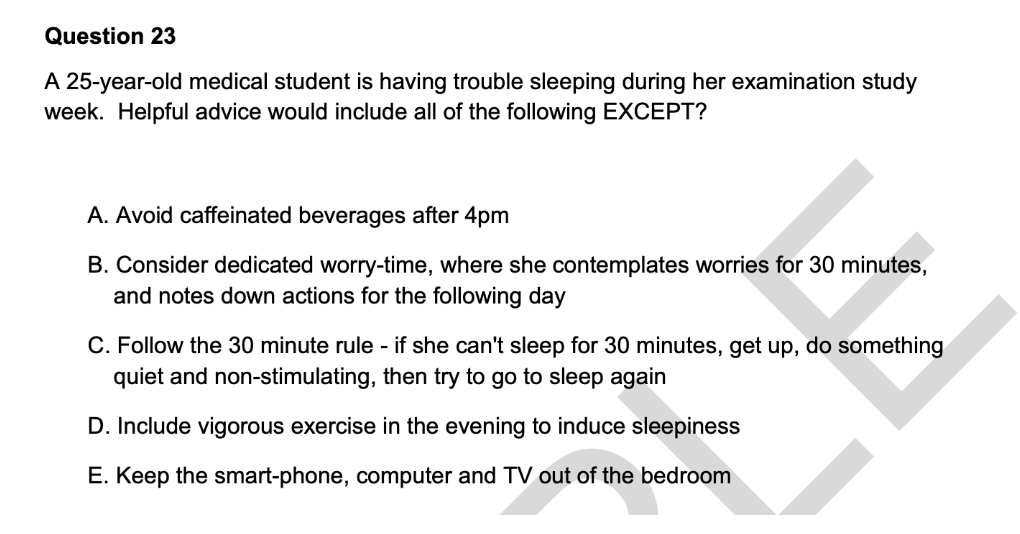 Question 23
A 25-year-old medical student is having trouble sleeping during her examination study
week.  Helpful advice would include all of the following EXCEPT?
A. Avoid caffeinated beverages after 4pm
B. Consider dedicated worry-time, where she contemplates worries for 30 minutes,
and notes down actions for the following day
C. Follow the 30 minute rule - if she can't sleep for 30 minutes, get up, do something
quiet and non-stimulating, then try to go to sleep again
D. Include vigorous exercise in the evening to induce sleepiness
E. Keep the smart-phone, computer and TV out of the bedroom
PLE